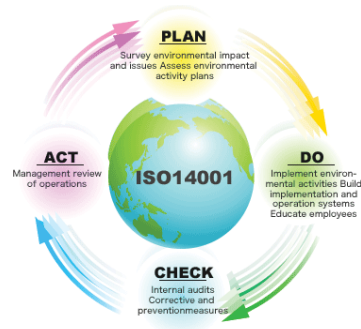 PLAN
Survey environmental impact
and issues Assess environmental
activity plans
ACT
Management review
of operations
ISO14001
DO
Implement environ-
mental activities Build
implementation and
operation systems
Educate employees
CHECK
Internal audits
Corrective and
preventionmeasures